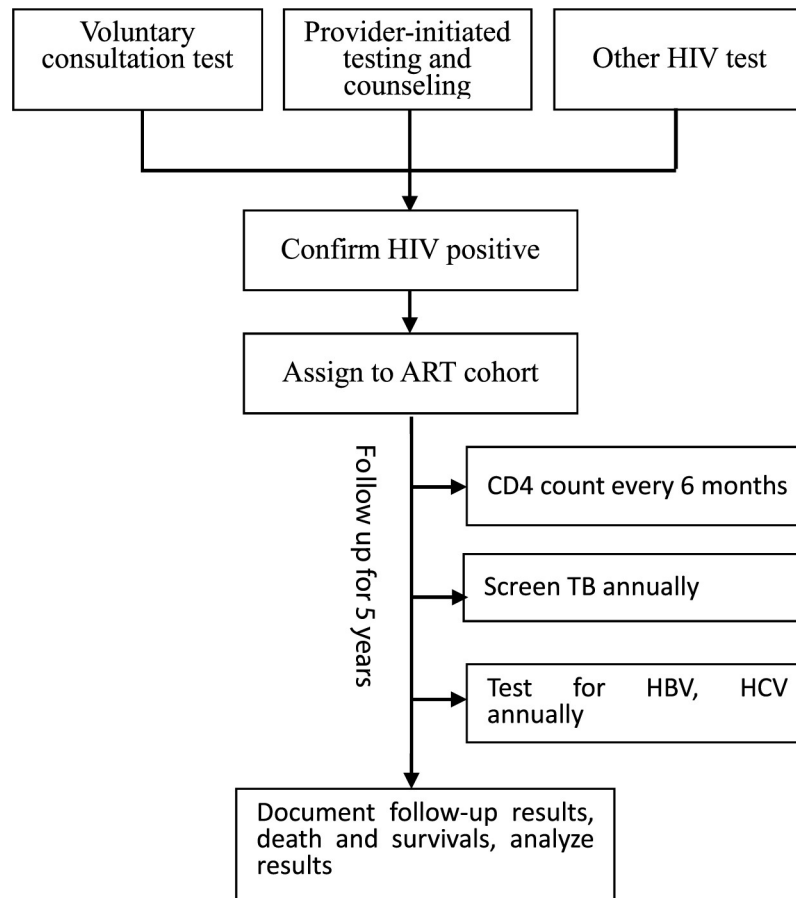 Voluntary
consultation test
Provider-initiated
testing and
counseling
Other HIV test
Confirm HIV positive
Assign to ART cohort
Follow up for 5 years
CD4 count every 6 months
Screen TB annually
Test for HBV, HCV
annually
Document follow-up results,
death and survivals, analyze
results